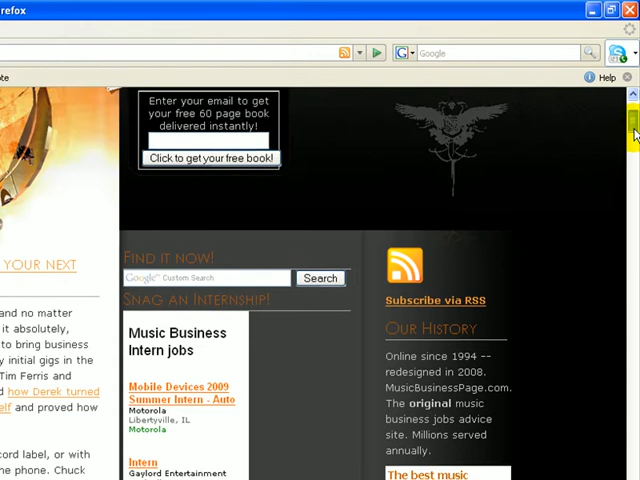 refox
Google
te
Help
Enter your email to get
your free 60 page book
delivered instantly!
Click to get your free book!
YOUR NEXT
and no matter
it absolutely,
to bring business
y initial gigs in the
Tim Ferris and
d how Derek turned
elf and proved how
cord label, or with
ne phone. Chuck
Find it now!
Google™ Custom Search
Search
Snag an Internship!
Music Business
Intern jobs
Mobile Devices 2009
Summer Intern - Auto
Motorola
Libertyville, IL
Motorola
Intern
Gaylord Entertainment
Subscribe via RSS
Our History
Online since 1994 --
redesigned in 2008.
MusicBusinessPage.com.
The original music
business jobs advice
site. Millions served
annually.
The best music